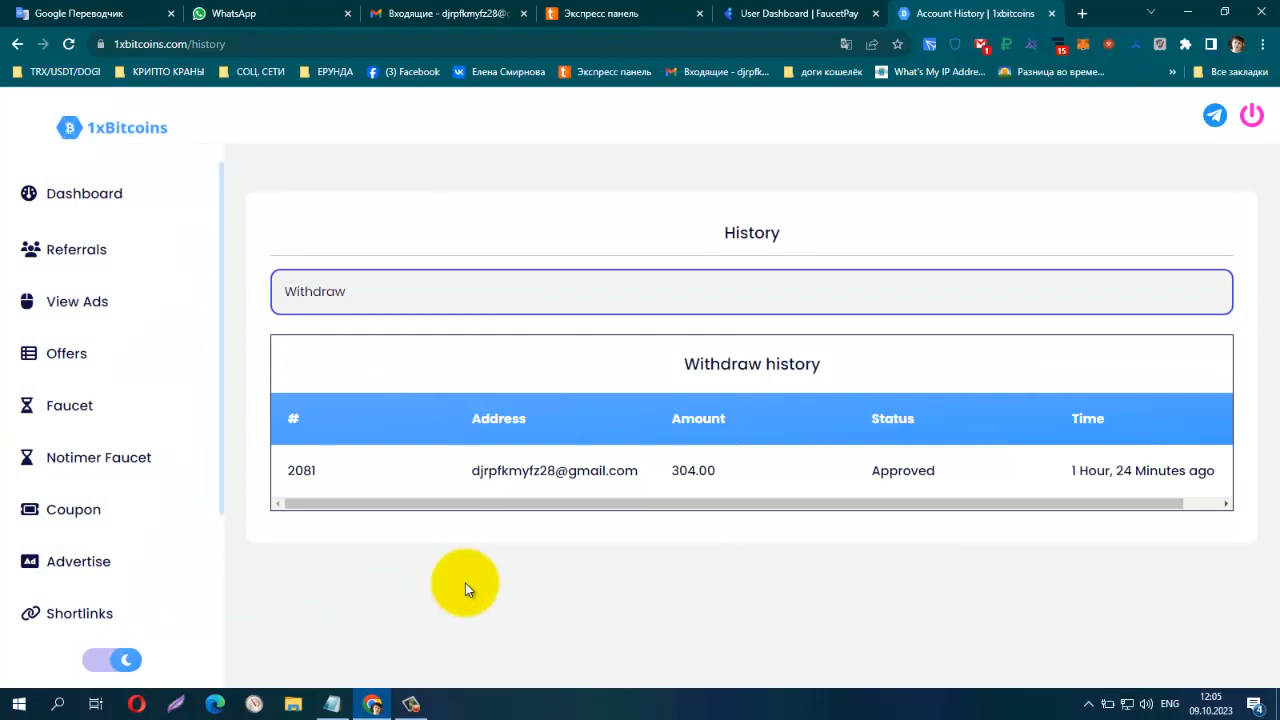 Google Переводчик
WhatsApp
Входящие - djrpfkmyfz28@g
Экспресс панель
User Dashboard | FaucetPay
Account History | 1xbitcoins
1xbitcoins.com/history
1
15
TRX/USDT/DOGI
КРИПТО КРАНЫ
СОЦ. СЕТИ
ЕРУНДА
(3) Facebook
Елена Смирнова
Экспресс панель
Входящие - djrpfk...
доги кошелёк
What's My IP Addre...
Разница во време...
»
Все закладки
1xBitcoins
Dashboard
Referrals
View Ads
Offers
Faucet
Notimer Faucet
Coupon
Ad Advertise
Shortlinks
History
Withdraw
Withdraw history
# Address Amount Status Time
2081 djrpfkmyfz28@gmail.com 304.00 Approved 1 Hour, 24 Minutes ago
ENG
12:05
09.10.2023
4